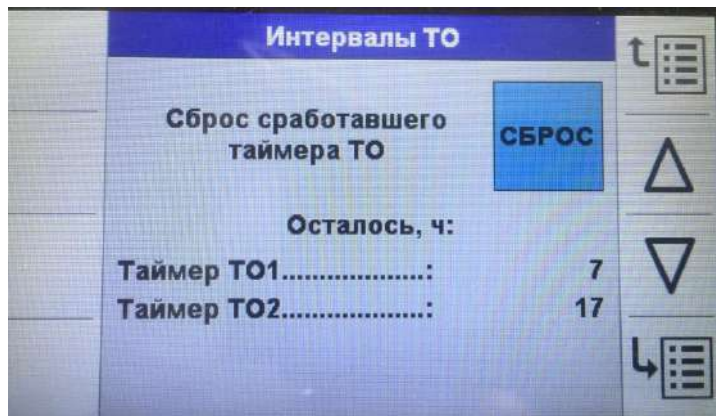 Интервалы ТО
Сброс сработавшего
таймера ТО
СБРОС
Осталось, ч:
Таймер ТО1..................: 7
Таймер ТО2..................: 17